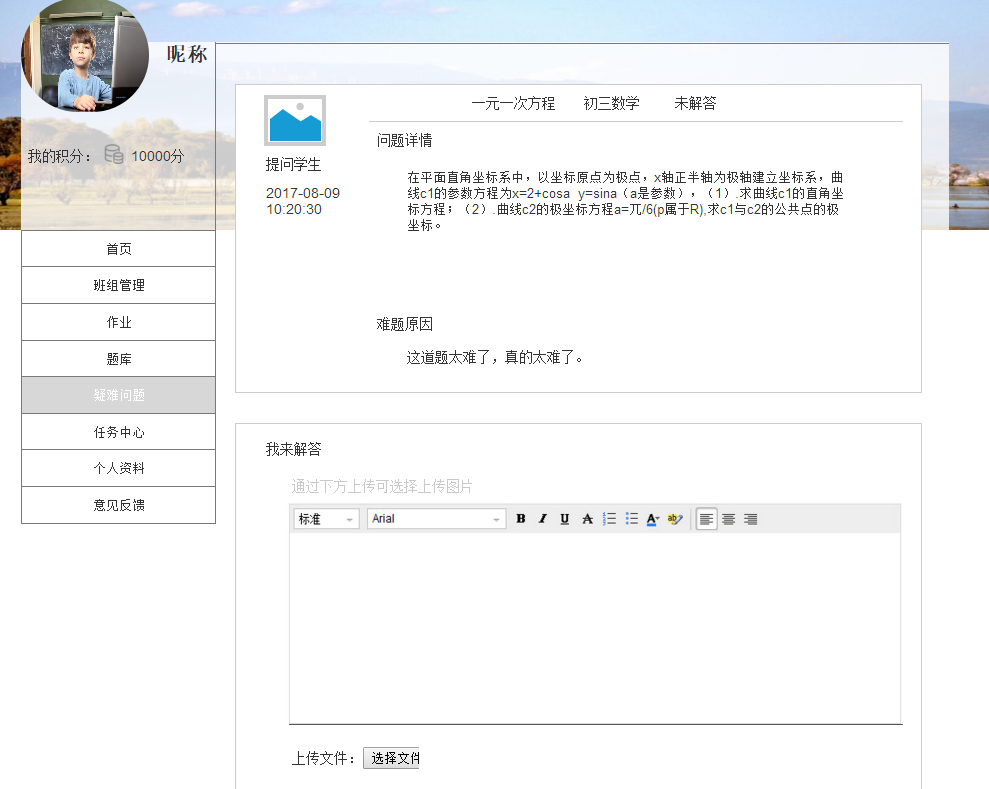 昵称
我的积分： 10000分
首页
班组管理
作业
题库
疑难问题
任务中心
个人资料
意见反馈
一元一次方程 初三数学 未解答
提问学生
2017-08-09
10:20:30
问题详情
在平面直角坐标系中，以坐标原点为极点，x轴正半轴为极轴建立坐标系，曲
线c1的参数方程为x=2+cosa y=sina（a是参数），（1）.求曲线c1的直角坐
标方程；（2）.曲线c2的极坐标方程a=兀/6(p属于R),求c1与c2的公共点的极
坐标。
难题原因
这道题太难了，真的太难了。
我来解答
通过下方上传可选择上传图片
标准 Arial B I U A A ab
上传文件： 选择文件